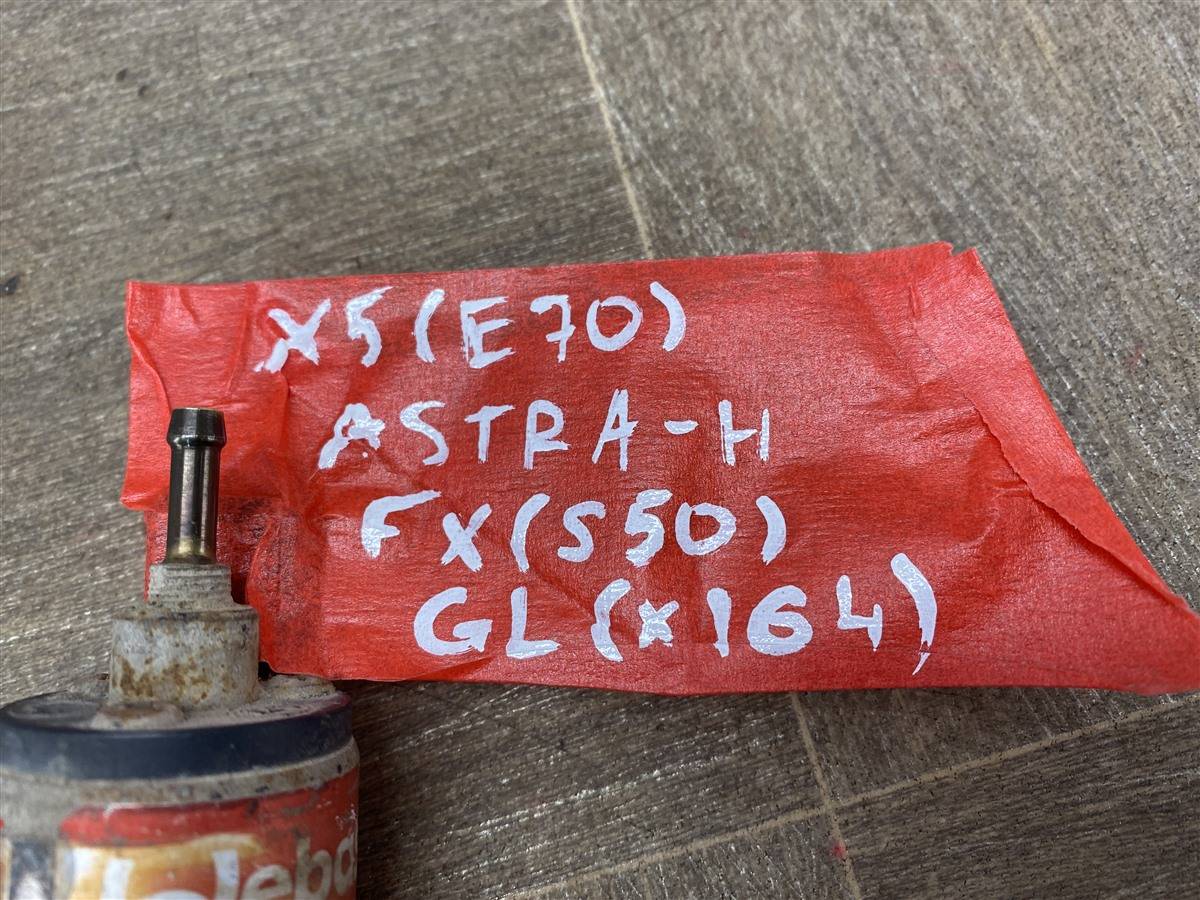 X5(E70)
ASTRA-H
FX(S50)
GL(x164)